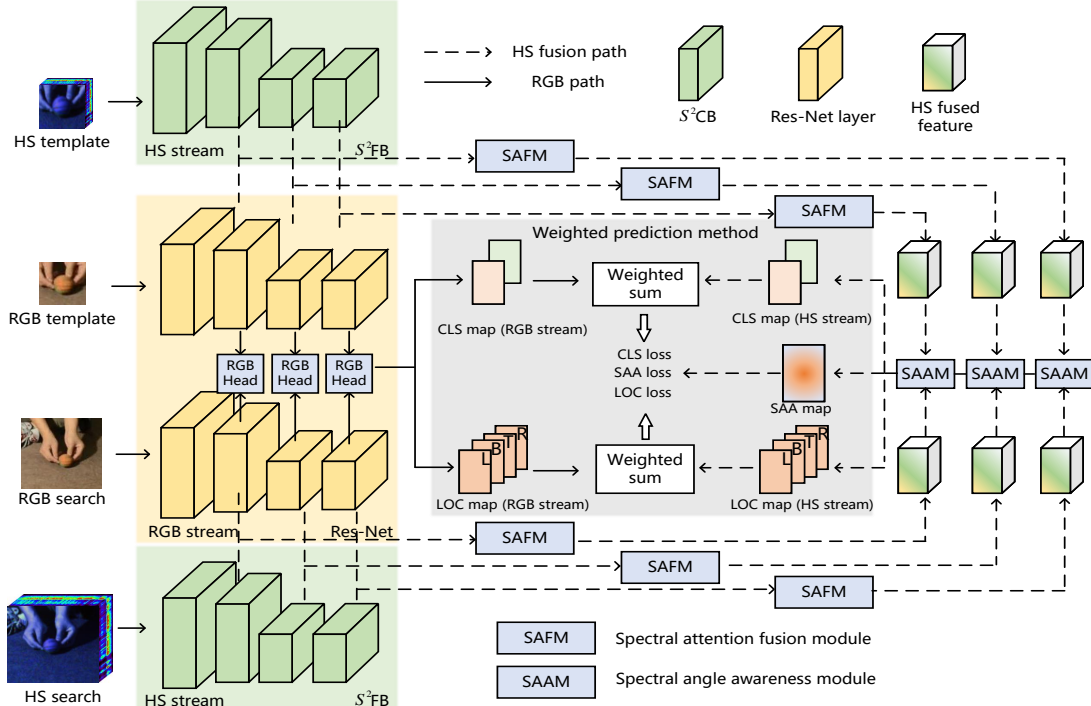 HS template
HS stream
S²FB
HS fusion path
RGB path
S²CB
Res-Net layer
HS fused
feature
SAFM
SAFM
SAFM
RGB template
RGB
Head
RGB
Head
RGB
Head
RGB search
RGB stream
Res-Net
Weighted prediction method
CLS map (RGB stream)
Weighted
sum
CLS map (HS stream)
CLS loss
SAA loss
LOC loss
SAA map
L
B
T
R
LOC map (RGB stream)
Weighted
sum
L
B
T
R
LOC map (HS stream)
SAAM
SAAM
SAAM
SAFM
SAFM
SAFM
HS search
HS stream
S²FB
SAFM
Spectral attention fusion module
SAAM
Spectral angle awareness module